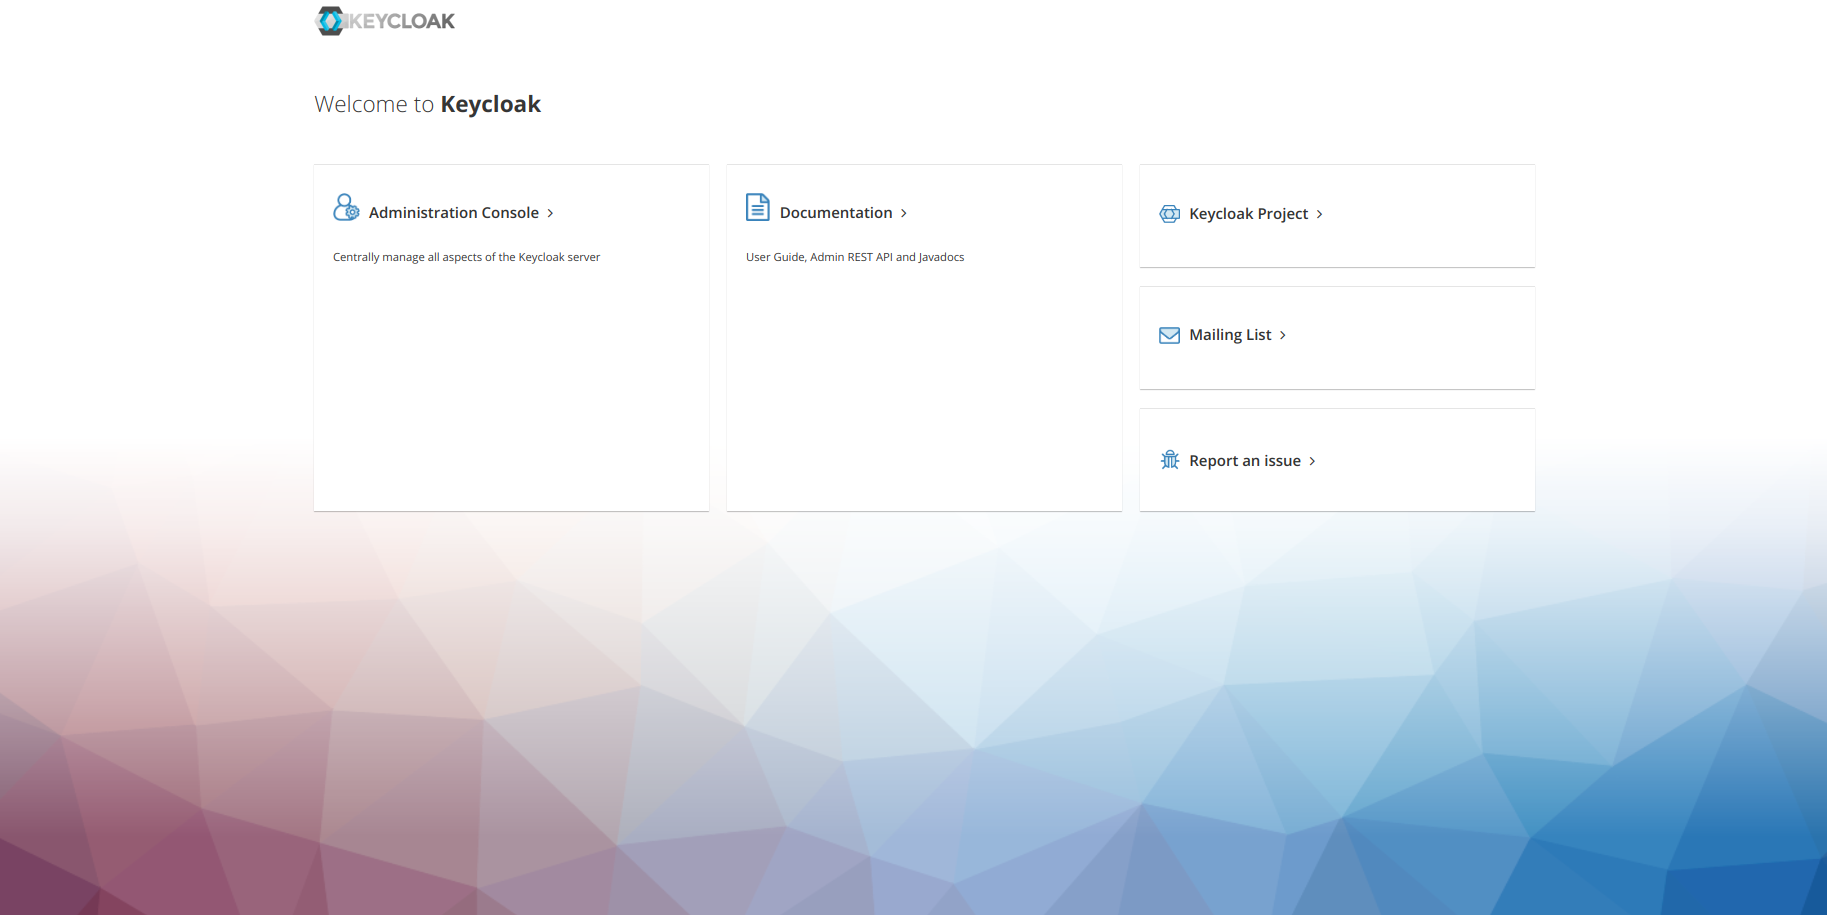 KEYCLOAK
Welcome to Keycloak
Administration Console
Centrally manage all aspects of the Keycloak server
Documentation
User Guide, Admin REST API and Javadocs
Keycloak Project
Mailing List
Report an issue